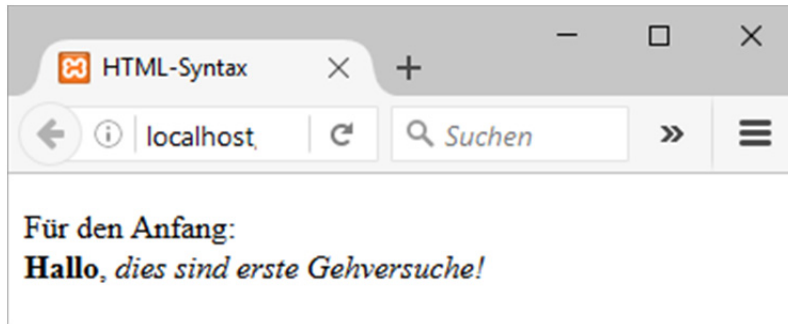 HTML-Syntax
localhost
Suchen
Für den Anfang:
Hallo, dies sind erste Gehversuche!